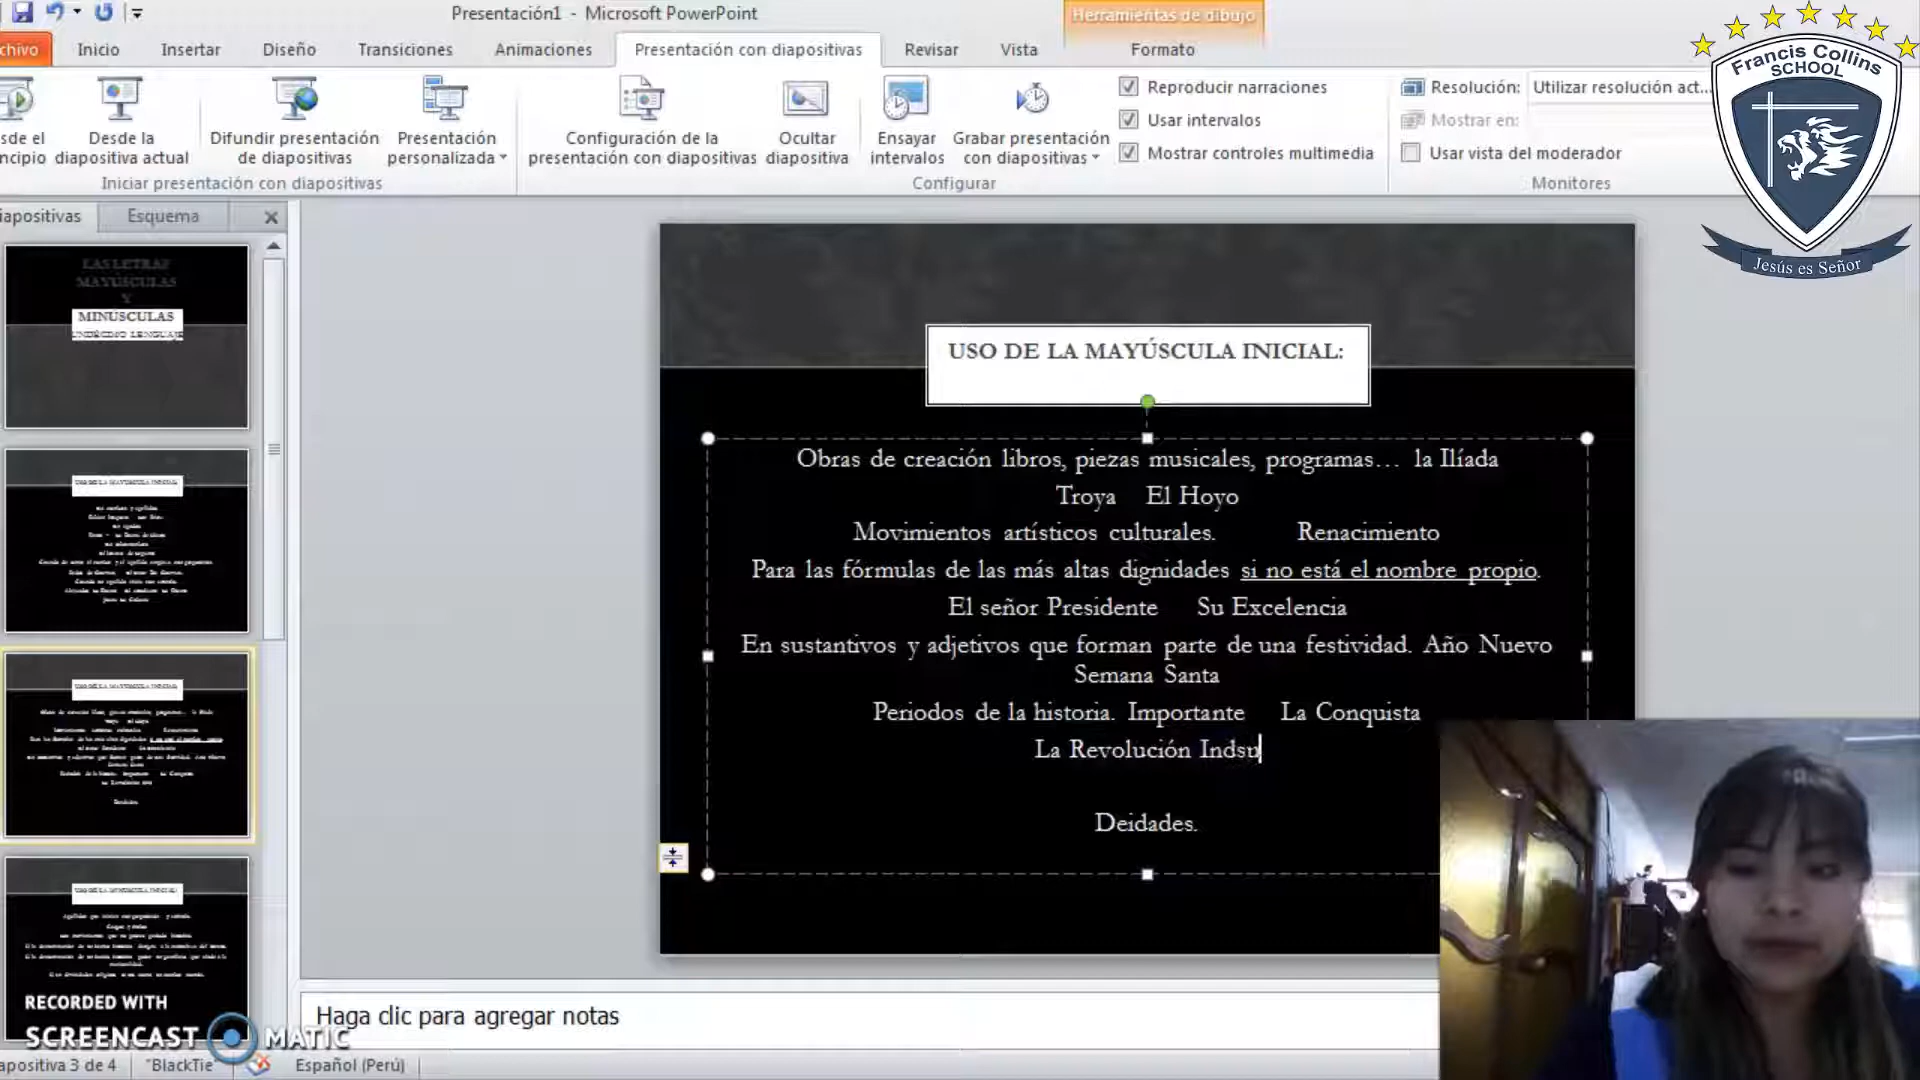 Presentación1 - Microsoft PowerPoint
Herramientas de dibujo
chivo Inicio Insertar Diseño Transiciones Animaciones Presentación con diapositivas Revisar Vista Formato
sde el
ncipio
Desde la
diapositiva actual
Difundir presentación
de diapositivas
Presentación
personalizada
Configuración de la
presentación con diapositivas
Ocultar
diapositiva
Ensayar
intervalos
Grabar presentación
con diapositivas
Reproducir narraciones
Usar intervalos
Mostrar controles multimedia
Resolución: Utilizar resolución act...
Mostrar en:
Usar vista del moderador
Iniciar presentación con diapositivas
Configurar
Monitores
Francis Collins
SCHOOL
Jesús es Señor
iapositivas Esquema
LAS LETRAS
MAYÚSCULAS
Y
MINÚSCULAS
UNDÉCIMO LENGUAJE
USO DE LA MAYÚSCULA INICIAL:
Obras de creación libros, piezas musicales, programas… la Ilíada
Troya El Hoyo
Movimientos artísticos culturales. Renacimiento
Para las fórmulas de las más altas dignidades si no está el nombre propio.
El señor Presidente Su Excelencia
En sustantivos y adjetivos que forman parte de una festividad. Año Nuevo
Semana Santa
Periodos de la historia. Importante La Conquista
La Revolución Indsu
Deidades.
RECORDED WITH
SCREENCAST MATIC
Haga clic para agregar notas
apositiva 3 de 4 "BlackTie" Español (Perú)